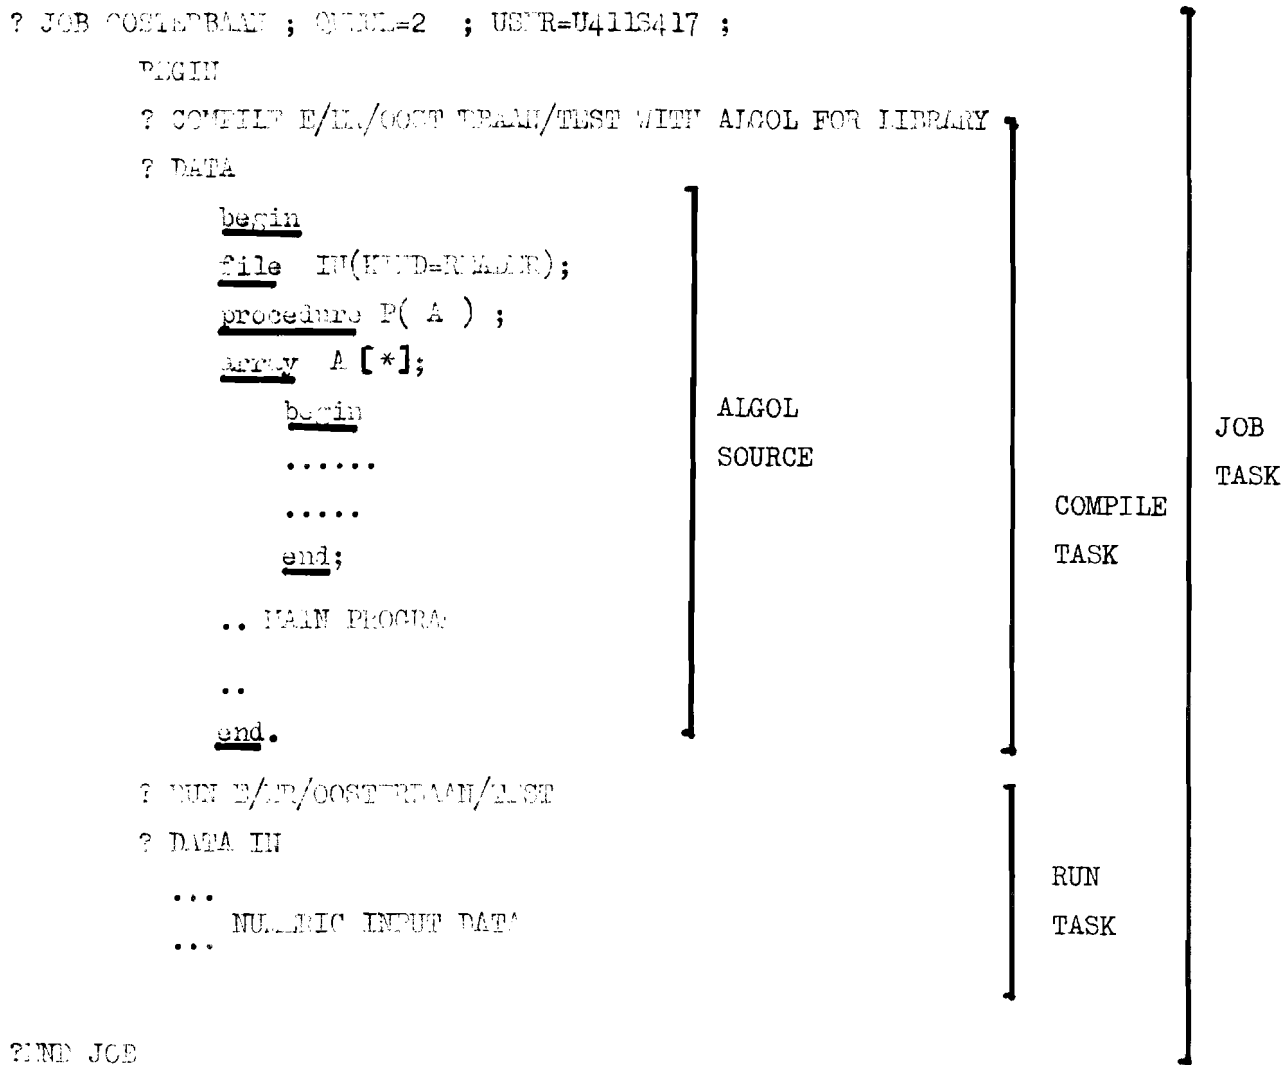 ? JOB OOSTERBAAN ; QUEUE=2 ; USER=U411S417 ;
BEGIN
? COMPILE E/HR/OOSTERBAAN/TEST WITH ALGOL FOR LIBRARY
? DATA
begin
file IN(KIND=READER);
procedure P( A ) ;
array A [*];
begin
......
.....
end;
.. MAIN PROGRAM
..
end.
? RUN E/HR/OOSTERBAAN/TEST
? DATA IN
...
NUMERIC INPUT DATA
...
?END JOB
ALGOL
SOURCE
COMPILE
TASK
RUN
TASK
JOB
TASK